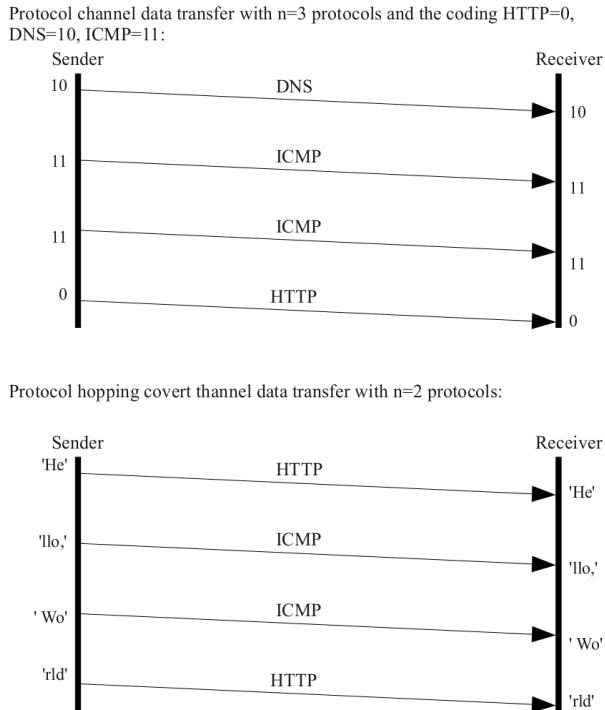 Protocol channel data transfer with n=3 protocols and the coding HTTP=0,
DNS=10, ICMP=11:
Sender Receiver
10 DNS 10
11 ICMP 11
11 ICMP 11
0 HTTP 0
Protocol hopping covert thannel data transfer with n=2 protocols:
Sender Receiver
'He' HTTP 'He'
'llo,' ICMP 'llo,'
' Wo' ICMP ' Wo'
'rld' HTTP 'rld'